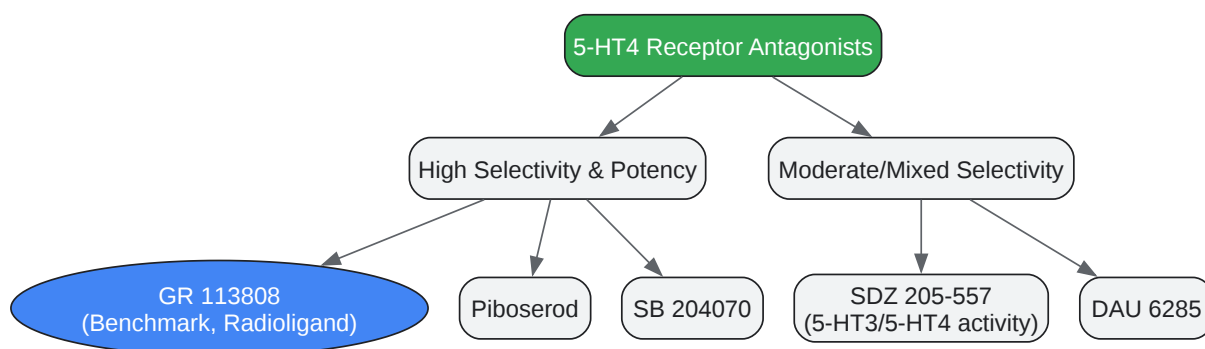 5-HT4 Receptor Antagonists
High Selectivity & Potency
Moderate/Mixed Selectivity
GR 113808
(Benchmark, Radioligand)
Piboserod
SB 204070
SDZ 205-557
(5-HT3/5-HT4 activity)
DAU 6285